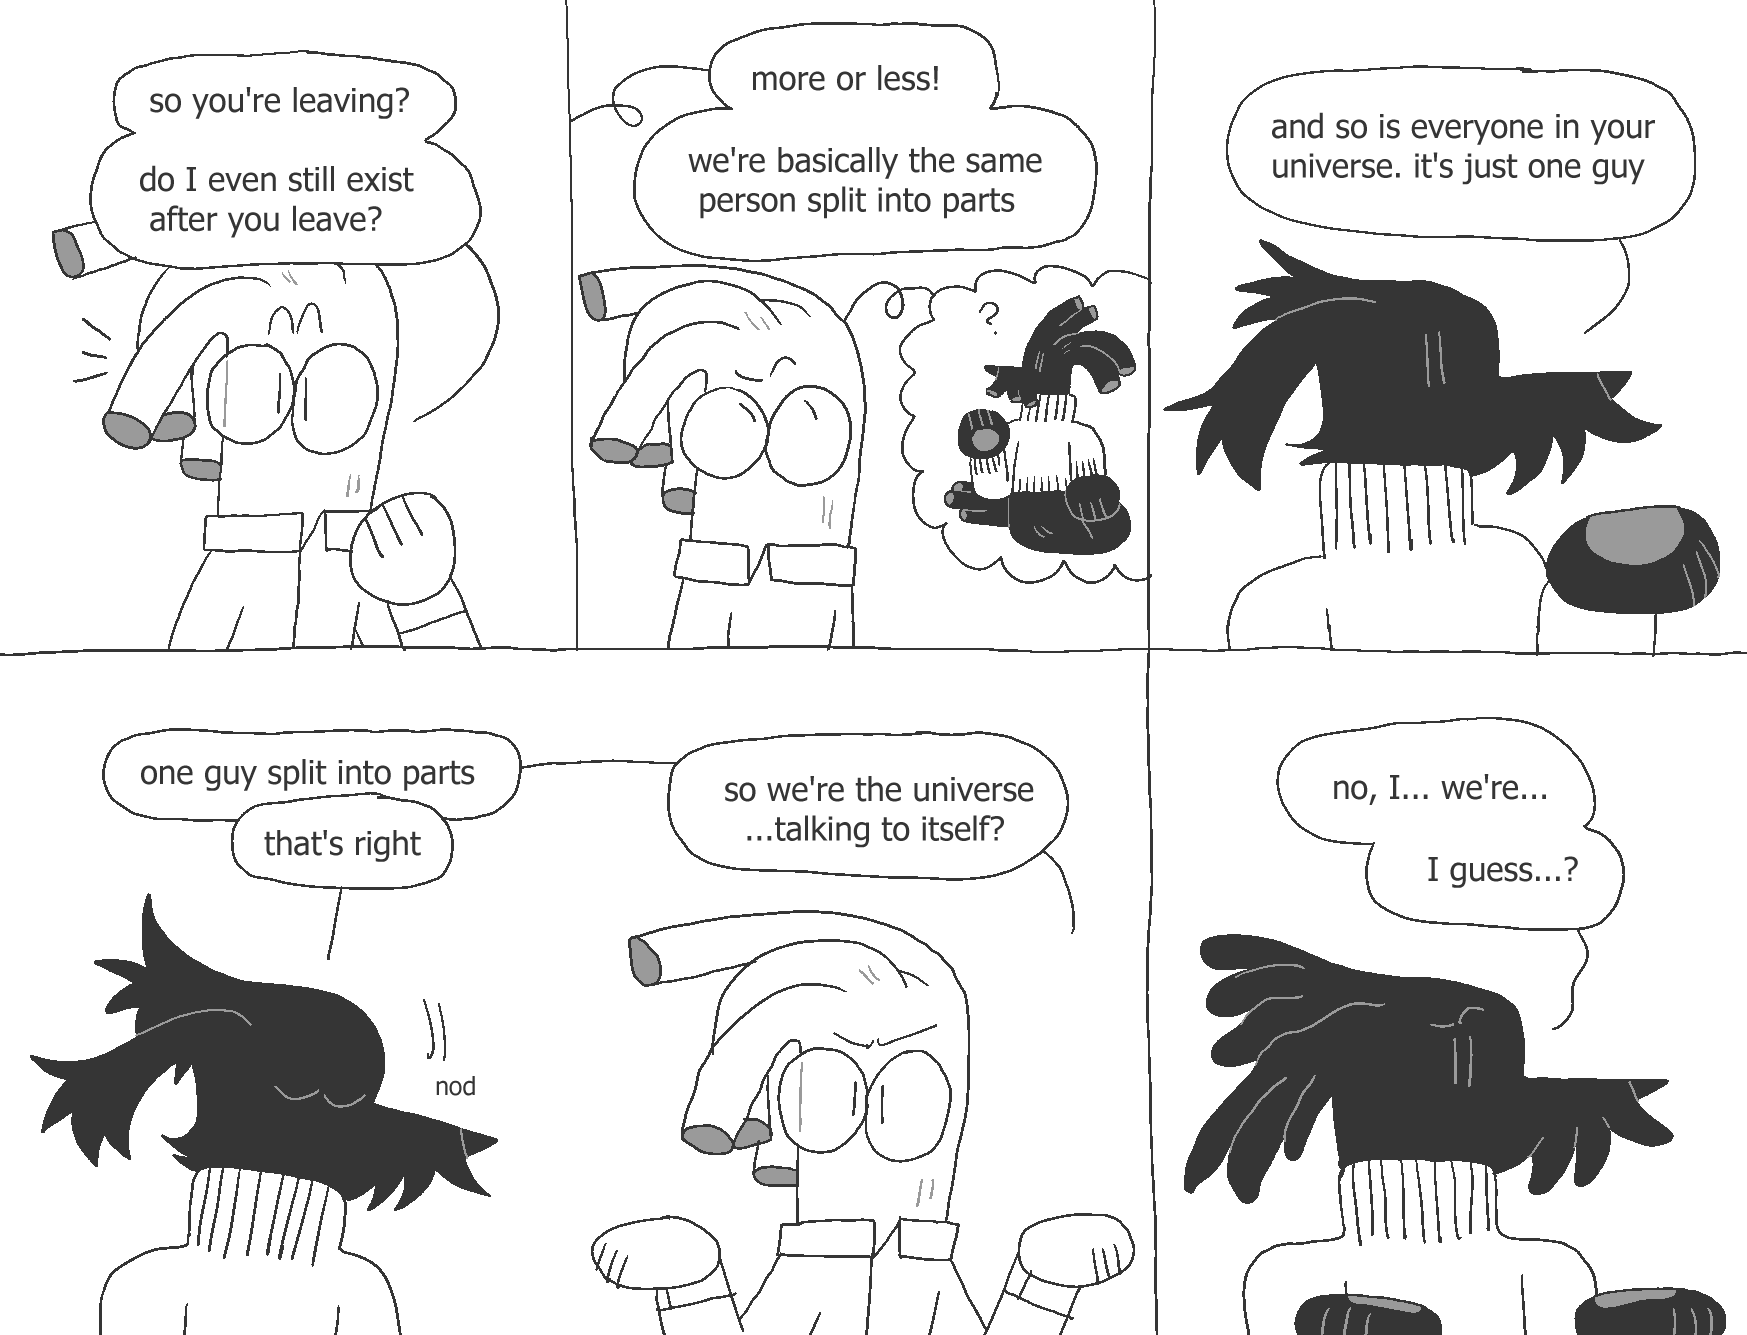 so you're leaving?
do I even still exist
after you leave?
more or less!
we're basically the same
person split into parts
?
and so is everyone in your
universe. it's just one guy
one guy split into parts
that's right
nod
so we're the universe
...talking to itself?
no, I... we're...
I guess...?